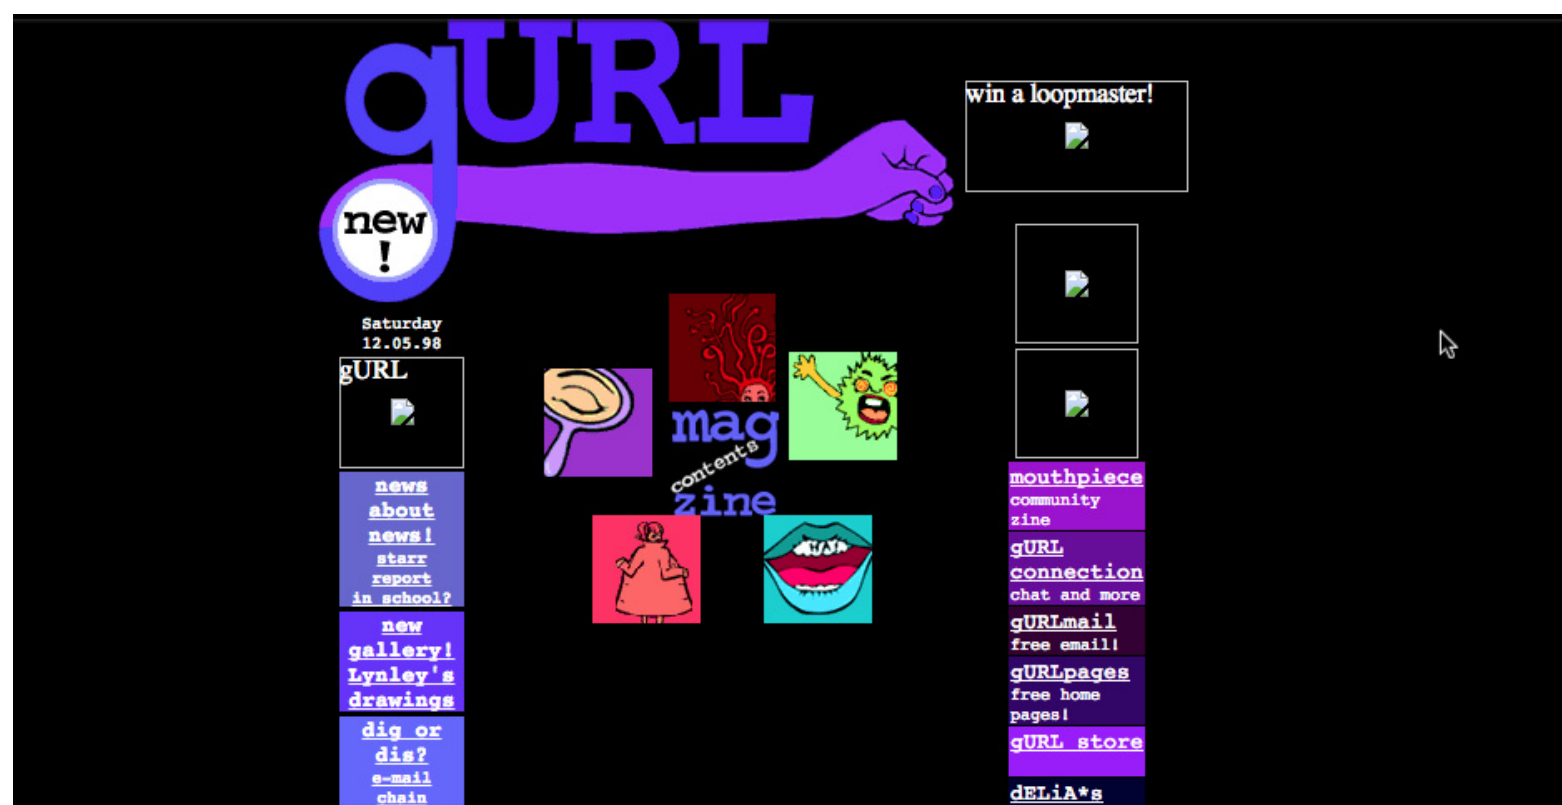 gURL
new
!
win a loopmaster!
Saturday
12.05.98
gURL
news
about
news!
starr
report
in school?
new
gallery!
Lynley's
drawings
dig or
dis?
e-mail
chain
mag
contents
zine
mouthpiece
community
zine
gURL
connection
chat and more
gURLmail
free email!
gURLpages
free home
pages!
gURL store
dELiA*s